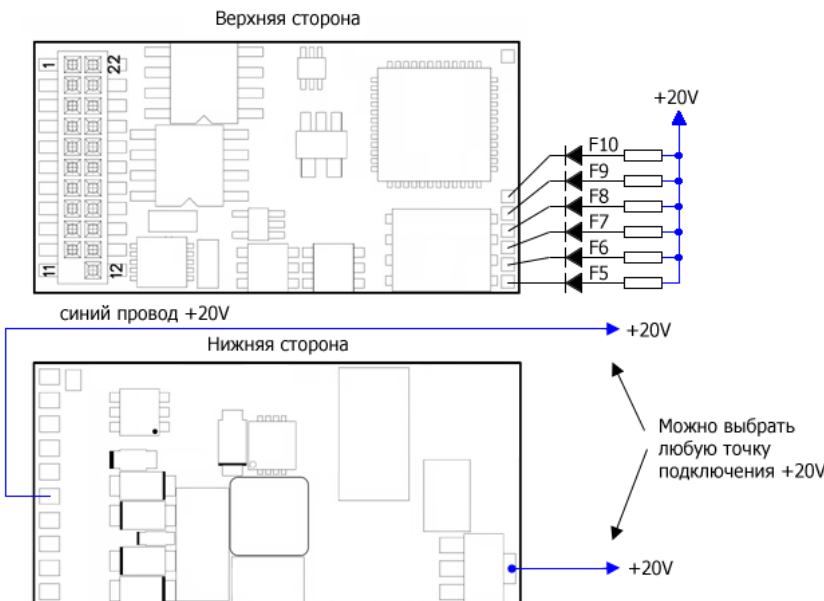 Верхняя сторона
1
22
+20V
F10
F9
F8
F7
F6
F5
11
12
синий провод +20V
+20V
Нижняя сторона
Можно выбрать
любую точку
подключения +20V
+20V